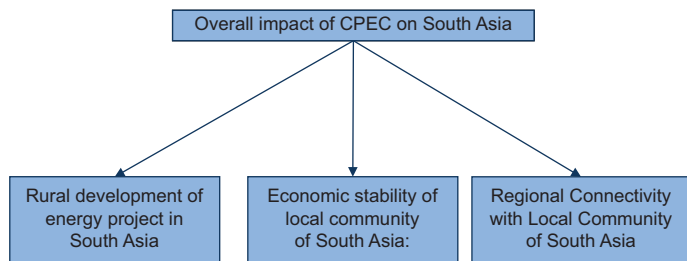 Overall impact of CPEC on South Asia
Rural development of
energy project in
South Asia
Economic stability of
local community
of South Asia:
Regional Connectivity
with Local Community
of South Asia